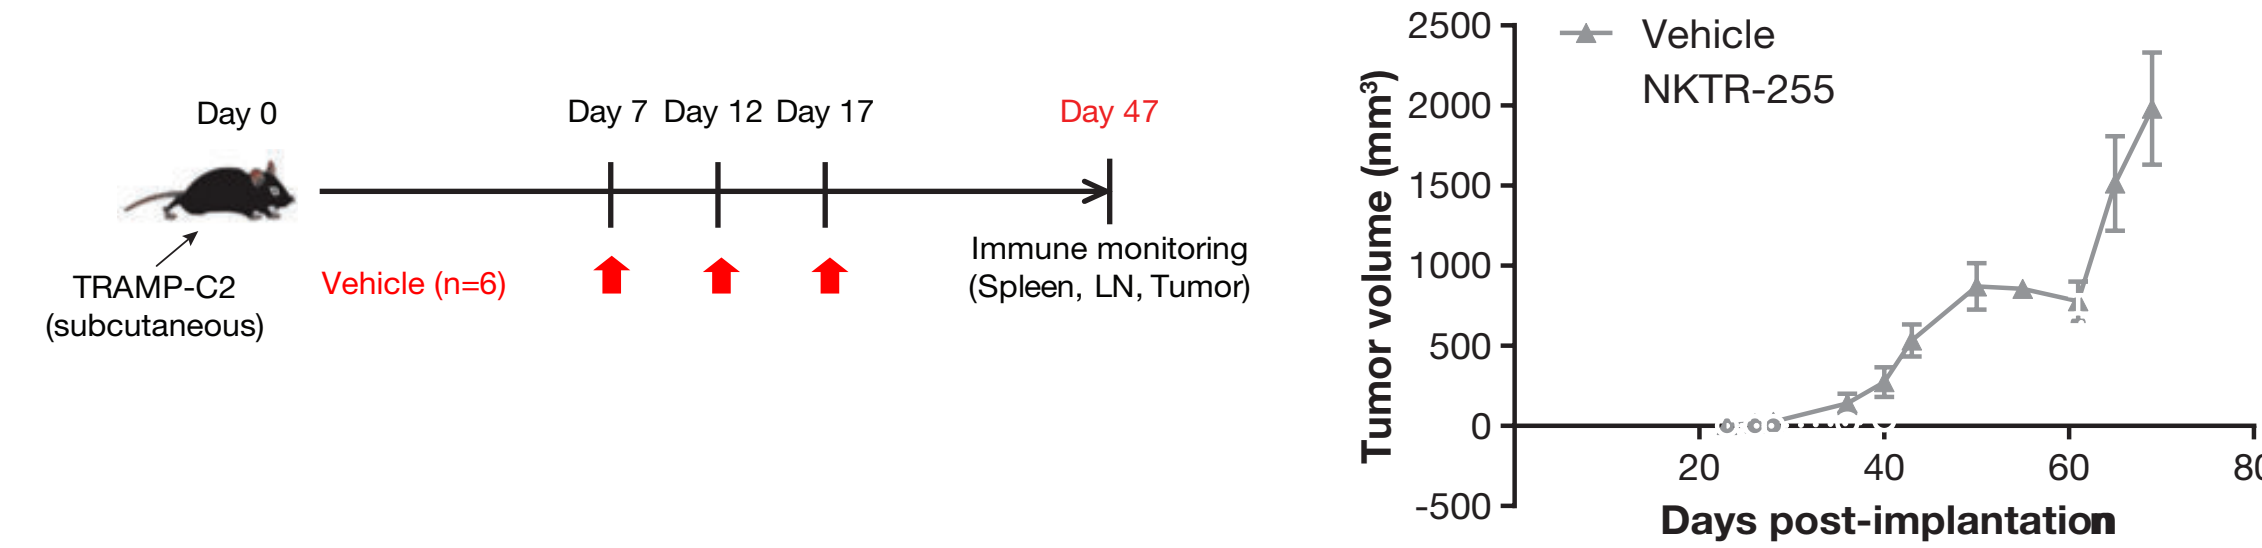 Day 0
Day 7
Day 12
Day 17
Day 47
TRAMP-C2
(subcutaneous)
Vehicle (n=6)
Immune monitoring
(Spleen, LN, Tumor)
Tumor volume (mm³)
2500
2000
1500
1000
500
0
-500
Vehicle
NKTR-255
20
40
60
Days post-implantation